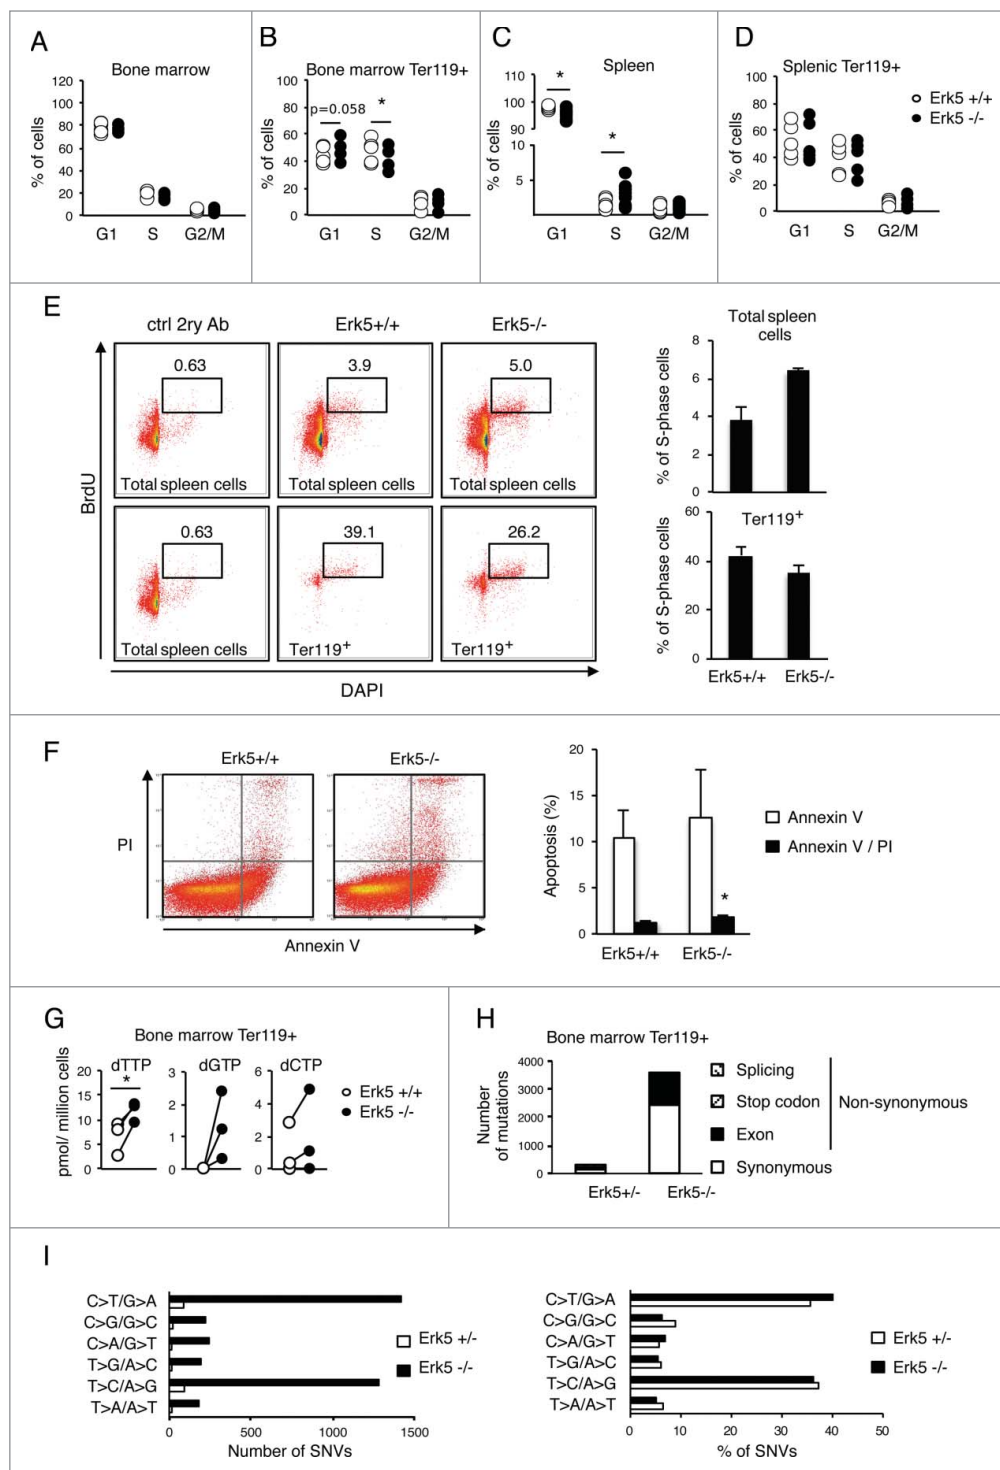 A
Bone marrow
% of cells
120
100
80
60
40
20
0
G1 S G2/M
B
Bone marrow Ter119+
% of cells
100
80
60
40
20
0
p=0.058
*
G1 S G2/M
C
Spleen
% of cells
110
100
90
10
5
*
*
G1 S G2/M
D
Splenic Ter119+
% of cells
100
80
60
40
20
0
G1 S G2/M
Erk5 +/+
Erk5 -/-
E
ctrl 2ry Ab Erk5+/+ Erk5-/-
0.63 3.9 5.0
Total spleen cells Total spleen cells Total spleen cells
0.63 39.1 26.2
Total spleen cells Ter119+ Ter119+
BrdU
DAPI
Total spleen
cells
% of S-phase cells
8
6
4
2
0
Ter119+
% of S-phase cells
60
40
20
0
Erk5+/+ Erk5-/-
F
Erk5+/+ Erk5-/-
PI
Annexin V
Apoptosis (%)
20
15
10
5
0
*
Erk5+/+ Erk5-/-
Annexin V
Annexin V / PI
G
Bone marrow Ter119+
pmol/ million cells
dTTP
*
20
15
10
5
0
dGTP
3
2
1
0
dCTP
6
4
2
0
Erk5 +/+
Erk5 -/-
H
Bone marrow Ter119+
Number
of mutations
4000
3000
2000
1000
0
Erk5+/- Erk5-/-
Splicing
Stop codon
Exon
Synonymous
Non-synonymous
I
C>T/G>A
C>G/G>C
C>A/G>T
T>G/A>C
T>C/A>G
T>A/A>T
0 500 1000 1500
Number of SNVs
Erk5 +/-
Erk5 -/-
C>T/G>A
C>G/G>C
C>A/G>T
T>G/A>C
T>C/A>G
T>A/A>T
0 10 20 30 40 50
% of SNVs
Erk5 +/-
Erk5 -/-